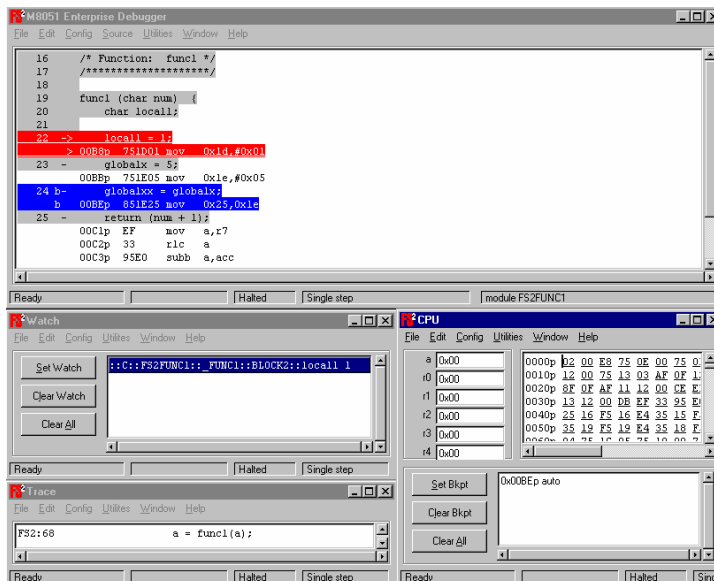 FS2 M8051 Enterprise Debugger
File Edit Config Source Utilities Window Help
16 /* Function: func1 */
17 /********************/
18
19 func1 (char num) {
20 char local1;
21
22 -> local1 = 1;
> 00B8p 751D01 mov 0x1d,#0x01
23 - globalx = 5;
00BBp 751E05 mov 0x1e,#0x05
24 b- globalxx = globalx;
b 00BEp 851E25 mov 0x25,0x1e
25 - return (num + 1);
00C1p EF mov a,r7
00C2p 33 rlc a
00C3p 95E0 subb a,acc
Ready Halted Single step module FS2FUNC1
FS2 Watch
File Edit Config Utilities Window Help
Set Watch
Clear Watch
Clear All
::C::FS2FUNC1::_FUNC1::BLOCK2::local1 1
Ready Halted Single step
FS2 Trace
File Edit Config Utilites Window Help
FS2:68 a = func1(a);
Ready Halted Single step
FS2 CPU
File Edit Config Utilities Window Help
a 0x00
r0 0x00
r1 0x00
r2 0x00
r3 0x00
r4 0x00
0000p 02 00 E8 75 0E 00 75
0010p 12 00 75 13 03 AF 0F
0020p 8F 0F AF 11 12 00 CE
0030p 13 12 00 DB EF 33 95
0040p 25 16 F5 16 E4 35 15
0050p 35 19 F5 19 E4 35 18
Set Bkpt
Clear Bkpt
Clear All
0x00BEp auto
Ready Halted